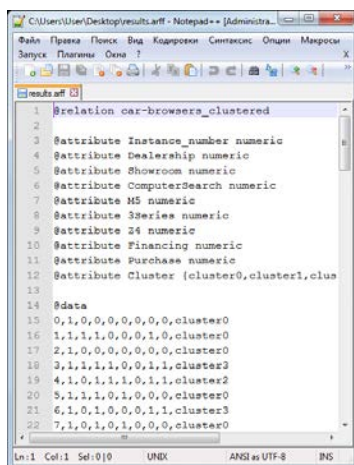 C:\Users\User\Desktop\results.arff - Notepad++ [Administra...
Файл Правка Поиск Вид Кодировки Синтаксис Опции Макросы
Запуск Плагины Окна ? X
results.arff
1 @relation car-browsers_clustered
2
3 @attribute Instance_number numeric
4 @attribute Dealership numeric
5 @attribute Showroom numeric
6 @attribute ComputerSearch numeric
7 @attribute M5 numeric
8 @attribute 3Series numeric
9 @attribute Z4 numeric
10 @attribute Financing numeric
11 @attribute Purchase numeric
12 @attribute Cluster {cluster0,cluster1,clus
13
14 @data
15 0,1,0,0,0,0,0,0,0,cluster0
16 1,1,1,1,0,0,0,1,0,cluster0
17 2,1,0,0,0,0,0,0,0,cluster0
18 3,1,1,1,1,0,0,1,1,cluster3
19 4,1,0,1,1,1,0,1,1,cluster2
20 5,1,1,1,0,1,0,0,0,cluster0
21 6,1,0,1,0,0,0,1,1,cluster3
22 7,1,0,1,0,1,0,0,0,cluster0
Ln:1 Col:1 Sel:0|0 UNIX ANSI as UTF-8 INS